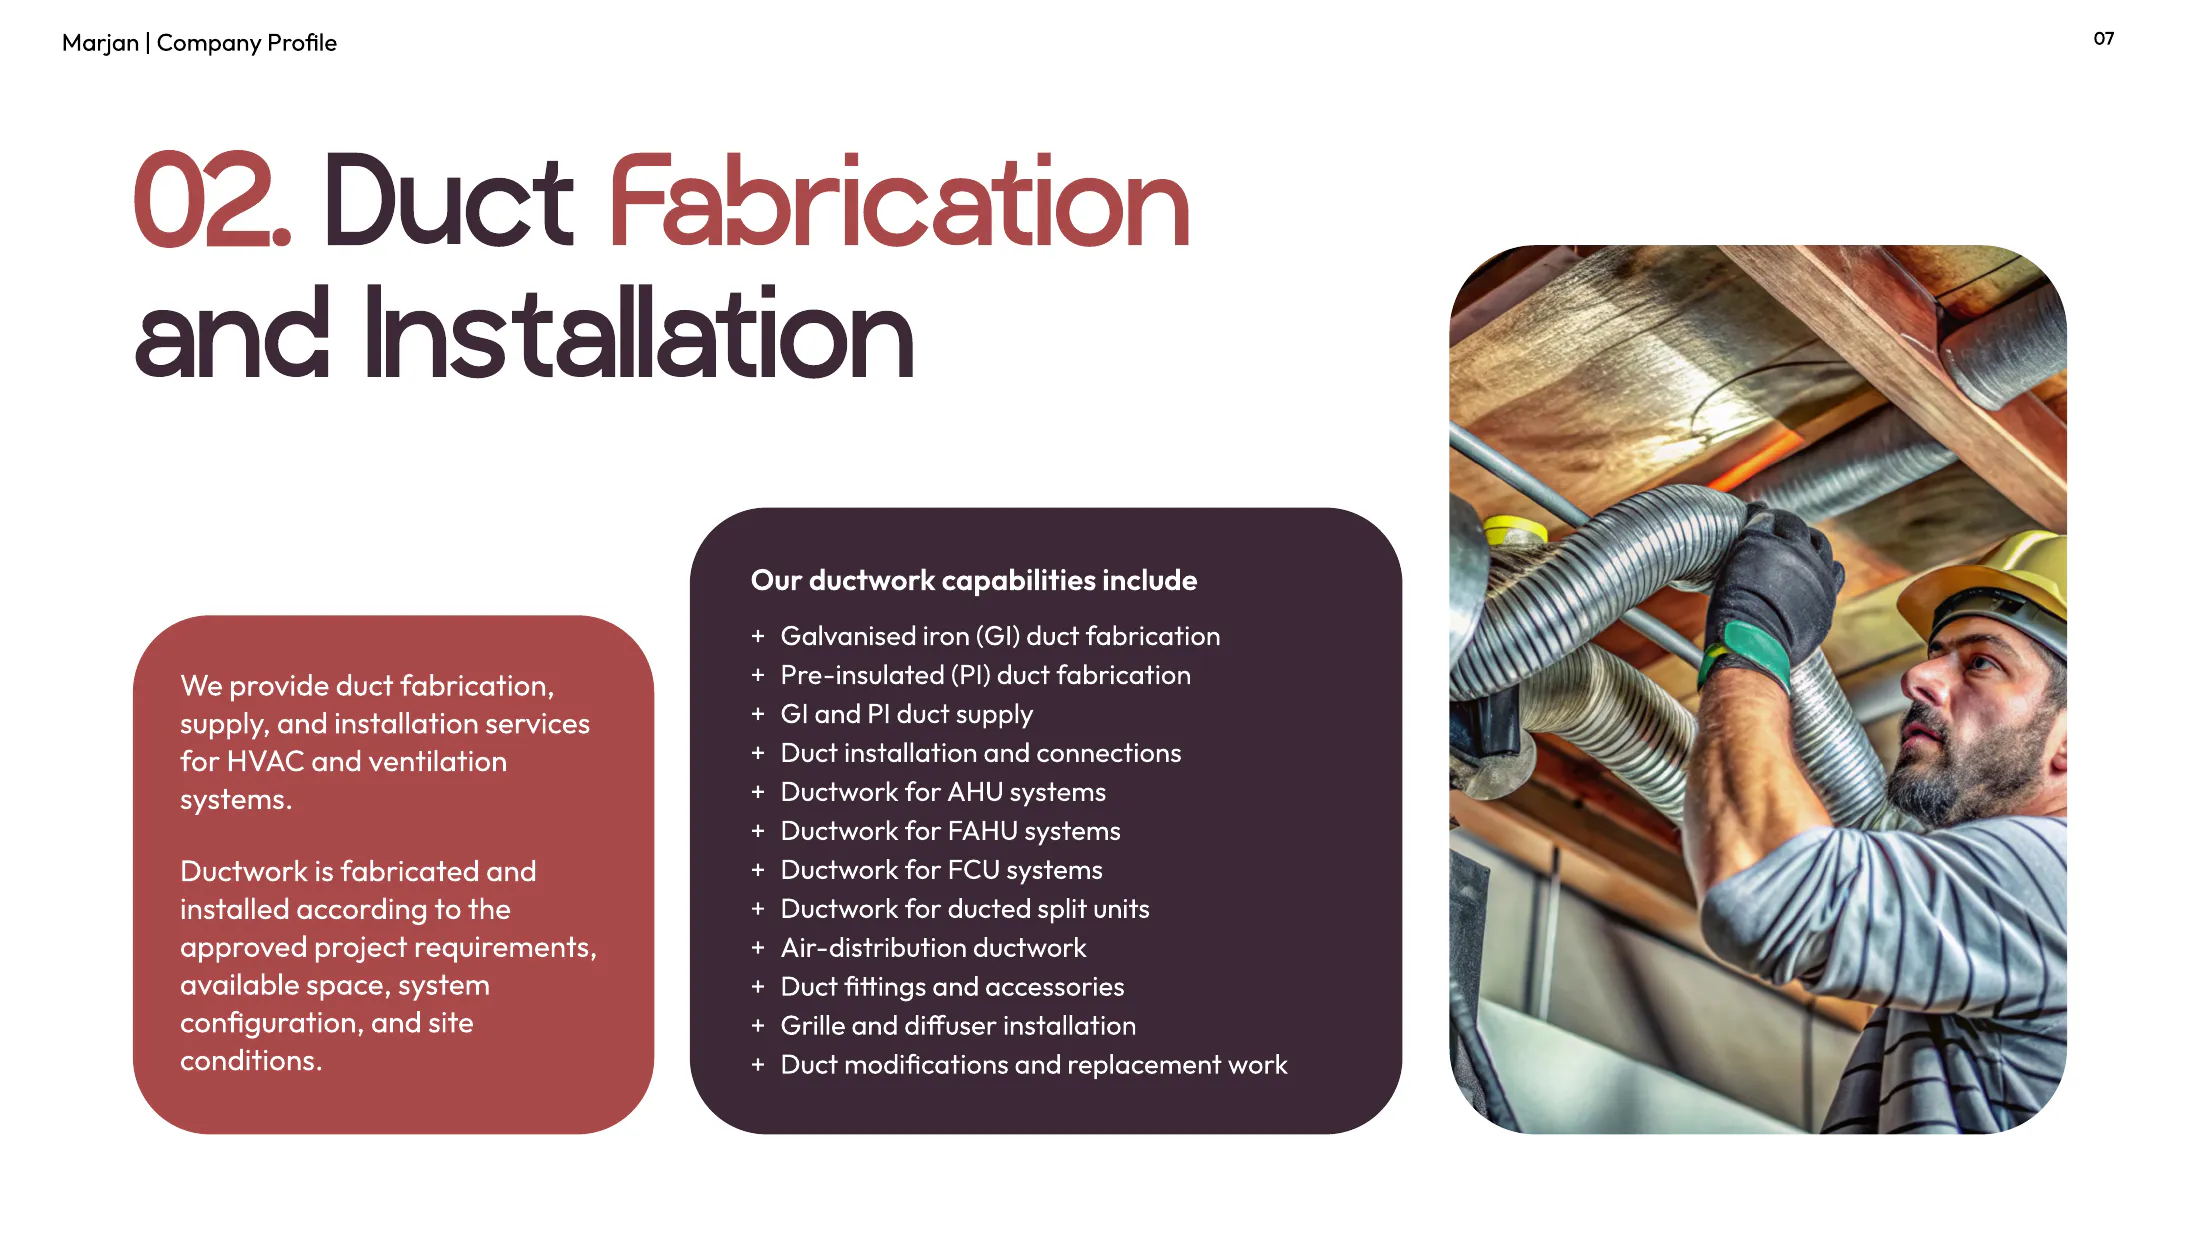 Marjan | Company Profile
07
02. Duct Fabrication
and Installation
We provide duct fabrication,
supply, and installation services
for HVAC and ventilation
systems.
Ductwork is fabricated and
installed according to the
approved project requirements,
available space, system
configuration, and site
conditions.
Our ductwork capabilities include
+ Galvanised iron (GI) duct fabrication
+ Pre-insulated (PI) duct fabrication
+ GI and PI duct supply
+ Duct installation and connections
+ Ductwork for AHU systems
+ Ductwork for FAHU systems
+ Ductwork for FCU systems
+ Ductwork for ducted split units
+ Air-distribution ductwork
+ Duct fittings and accessories
+ Grille and diffuser installation
+ Duct modifications and replacement work